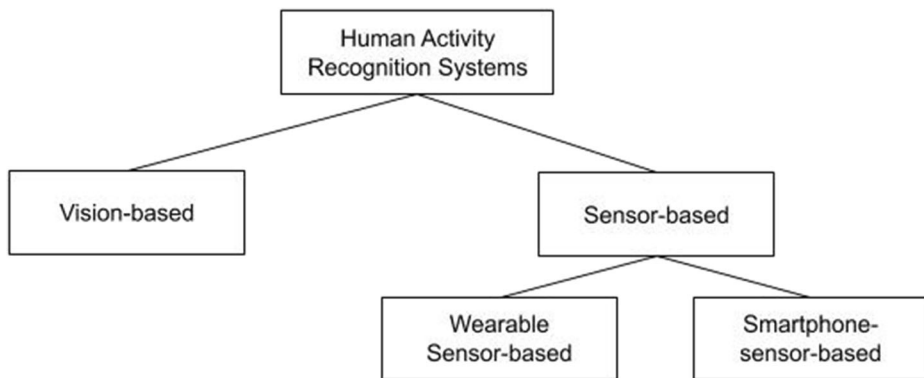 Human Activity
Recognition Systems
Vision-based
Sensor-based
Wearable
Sensor-based
Smartphone-
sensor-based